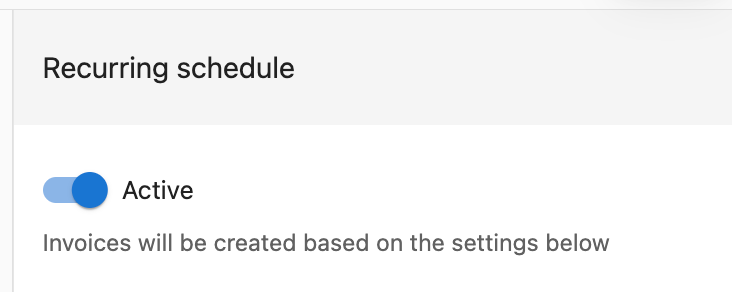 Recurring schedule
Active
Invoices will be created based on the settings below